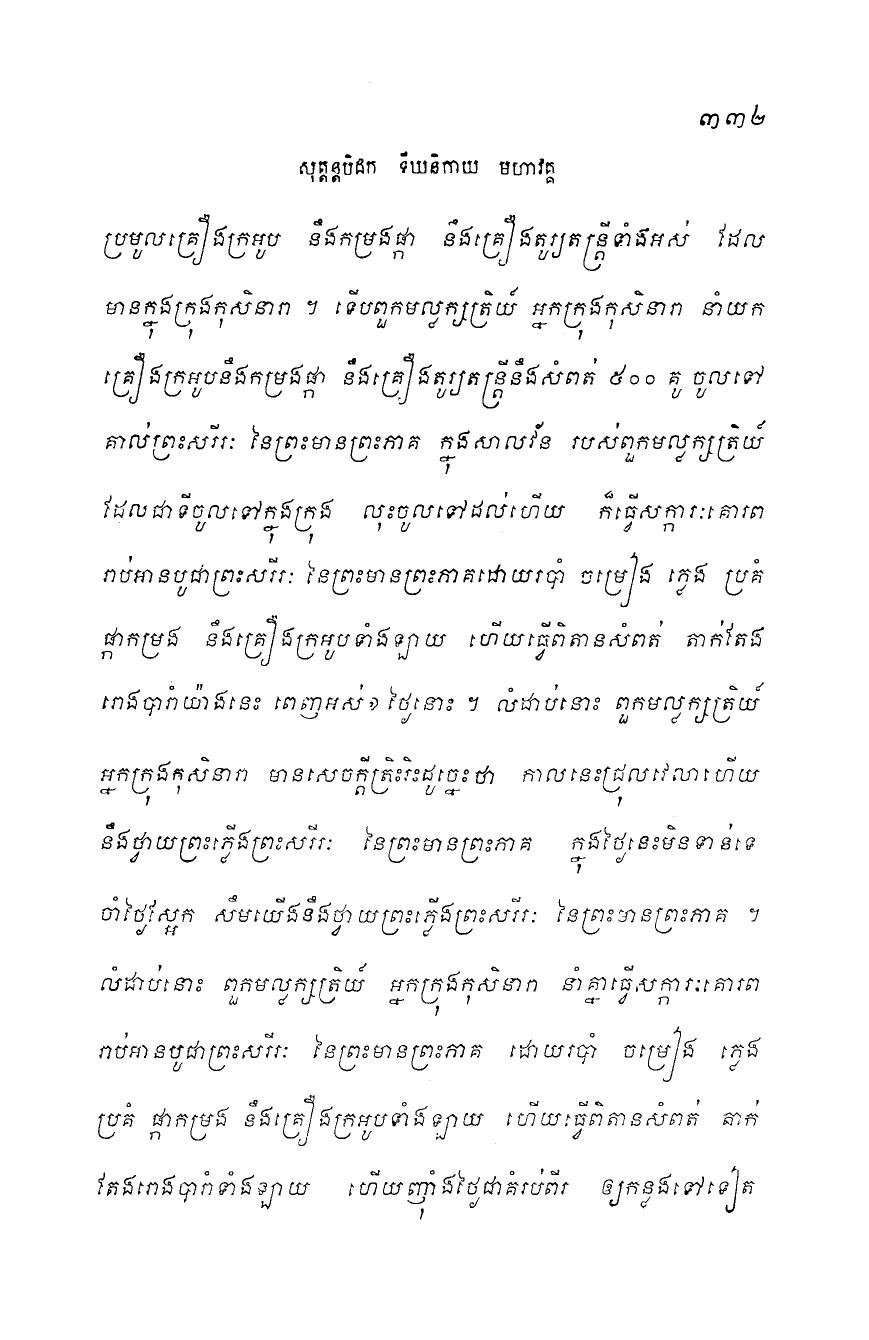 ៣៣២
សុត្តន្តបិដក ទីឃនិកាយ មហាវគ្គ
ប្រមូលគ្រឿងក្រអូប នឹងកម្រងផ្កា នឹងគ្រឿងតូរ្យតន្រ្តីទាំងអស់ ដែល
មានក្នុងក្រុងកុសិនារា ។ ទើបពួកមល្លក្សត្រិយ៍ អ្នកក្រុងកុសិនារា នាំយក
គ្រឿងក្រអូបនឹងកម្រងផ្កា នឹងគ្រឿងតូរ្យតន្រ្តីនឹងសំពត់ ៥០០ គូ ចូលទៅ
គាល់ព្រះសរីរៈ នៃព្រះមានព្រះភាគ ក្នុងសាលវ័ន របស់ពួកមល្លក្សត្រិយ៍
ដែលជាទីចូលទៅក្នុងក្រុង លុះចូលទៅដល់ហើយ ក៏ធ្វើសក្ការៈគោរព
រាប់អានបូជាព្រះសរីរៈ នៃព្រះមានព្រះភាគដោយរបាំ ចម្រៀង ភ្លេង ប្រគំ
ផ្កាកម្រង នឹងគ្រឿងក្រអូបទាំងឡាយ ហើយធ្វើពិតានសំពត់ តាក់តែង
រោងបារាំយ៉ាងនេះ ពេញអស់១ថ្ងៃនោះ ។ លំដាប់នោះ ពួកមល្លក្សត្រិយ៍
អ្នកក្រុងកុសិនារា មានសេចក្តីត្រិះរិះដូច្នេះថា កាលនេះជ្រុលវេលាហើយ
នឹងថ្វាយព្រះភ្លើងព្រះសរីរៈ នៃព្រះមានព្រះភាគ ក្នុងថ្ងៃនេះមិនទាន់ទេ
ចាំថ្ងៃស្អែក សឹមយើងនឹងថ្វាយព្រះភ្លើងព្រះសរីរៈ នៃព្រះមានព្រះភាគ ។
លំដាប់នោះ ពួកមល្លក្សត្រិយ៍ អ្នកក្រុងកុសិនារា នាំគ្នាធ្វើសក្ការៈគោរព
រាប់អានបូជាព្រះសរីរៈ នៃព្រះមានព្រះភាគ ដោយរបាំ ចម្រៀង ភ្លេង
ប្រគំ ផ្កាកម្រង នឹងគ្រឿងក្រអូបទាំងឡាយ ហើយធ្វើពិតានសំពត់ តាក់
តែងរោងបារាំទាំងឡាយ ហើយញុំាងថ្ងៃជាគំរប់ពីរ ឲ្យកន្លងទៅទៀត